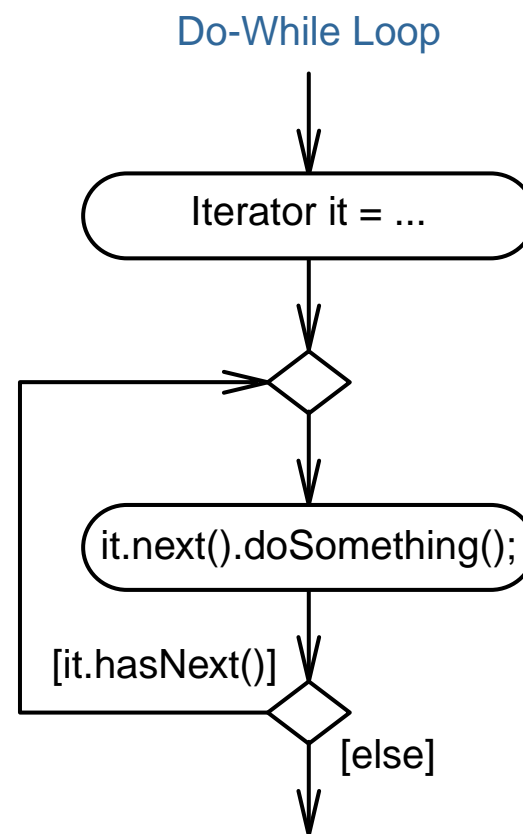 Do-While Loop
Iterator it = ...
it.next().doSomething();
[it.hasNext()]
[else]